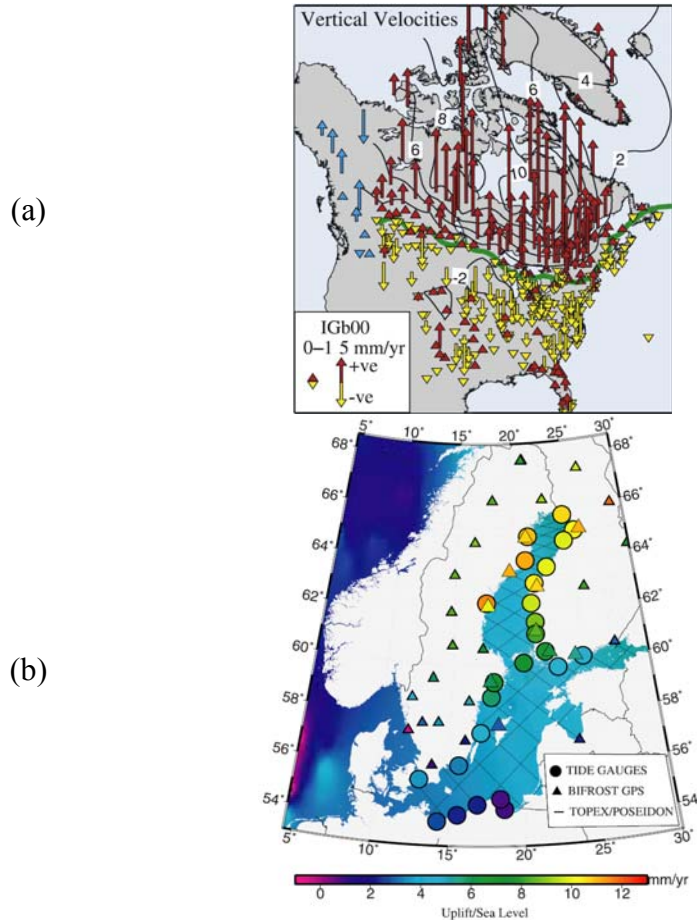 (a)
Vertical Velocities
4
6
8
6
2
10
-2
IGb00
0–1 5 mm/yr
+ve
-ve
(b)
5° 10° 15° 20° 25° 30°
68° 68°
66° 66°
64° 64°
62° 62°
60° 60°
58° 58°
56° 56°
54° 54°
5° 10° 15° 20° 25° 30°
TIDE GAUGES
BIFROST GPS
TOPEX/POSEIDON
mm/yr
0 2 4 6 8 10 12
Uplift/Sea Level